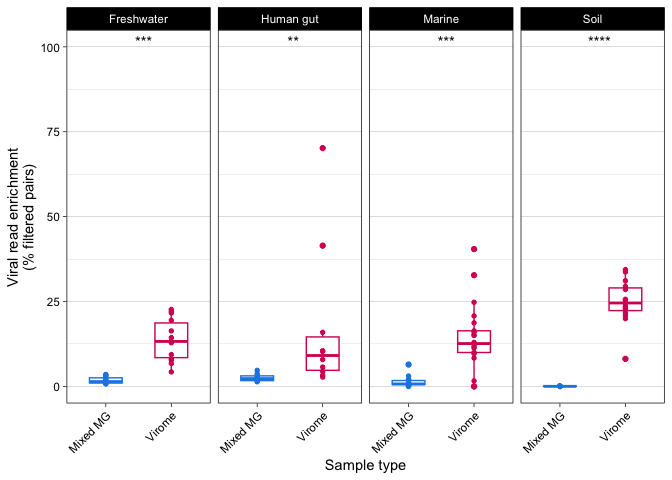 Freshwater Human gut Marine Soil
*** ** *** ****
100
75
50
25
0
Viral read enrichment
(% filtered pairs)
Mixed MG Virome Mixed MG Virome Mixed MG Virome Mixed MG Virome
Sample type